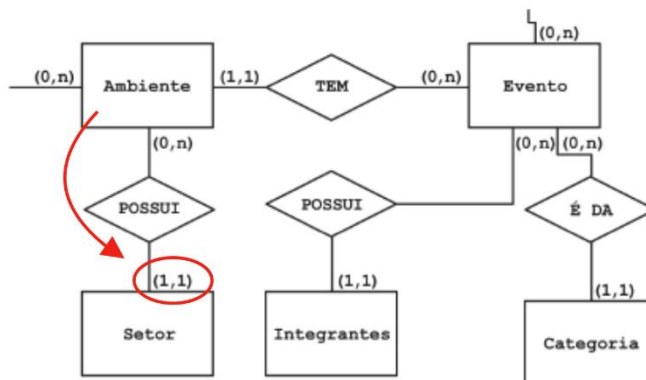 (0,n)
(0,n) Ambiente (1,1) TEM (0,n) Evento
(0,n) (0,n) (0,n)
POSSUI POSSUI É DA
(1,1) (1,1) (1,1)
Setor Integrantes Categoria